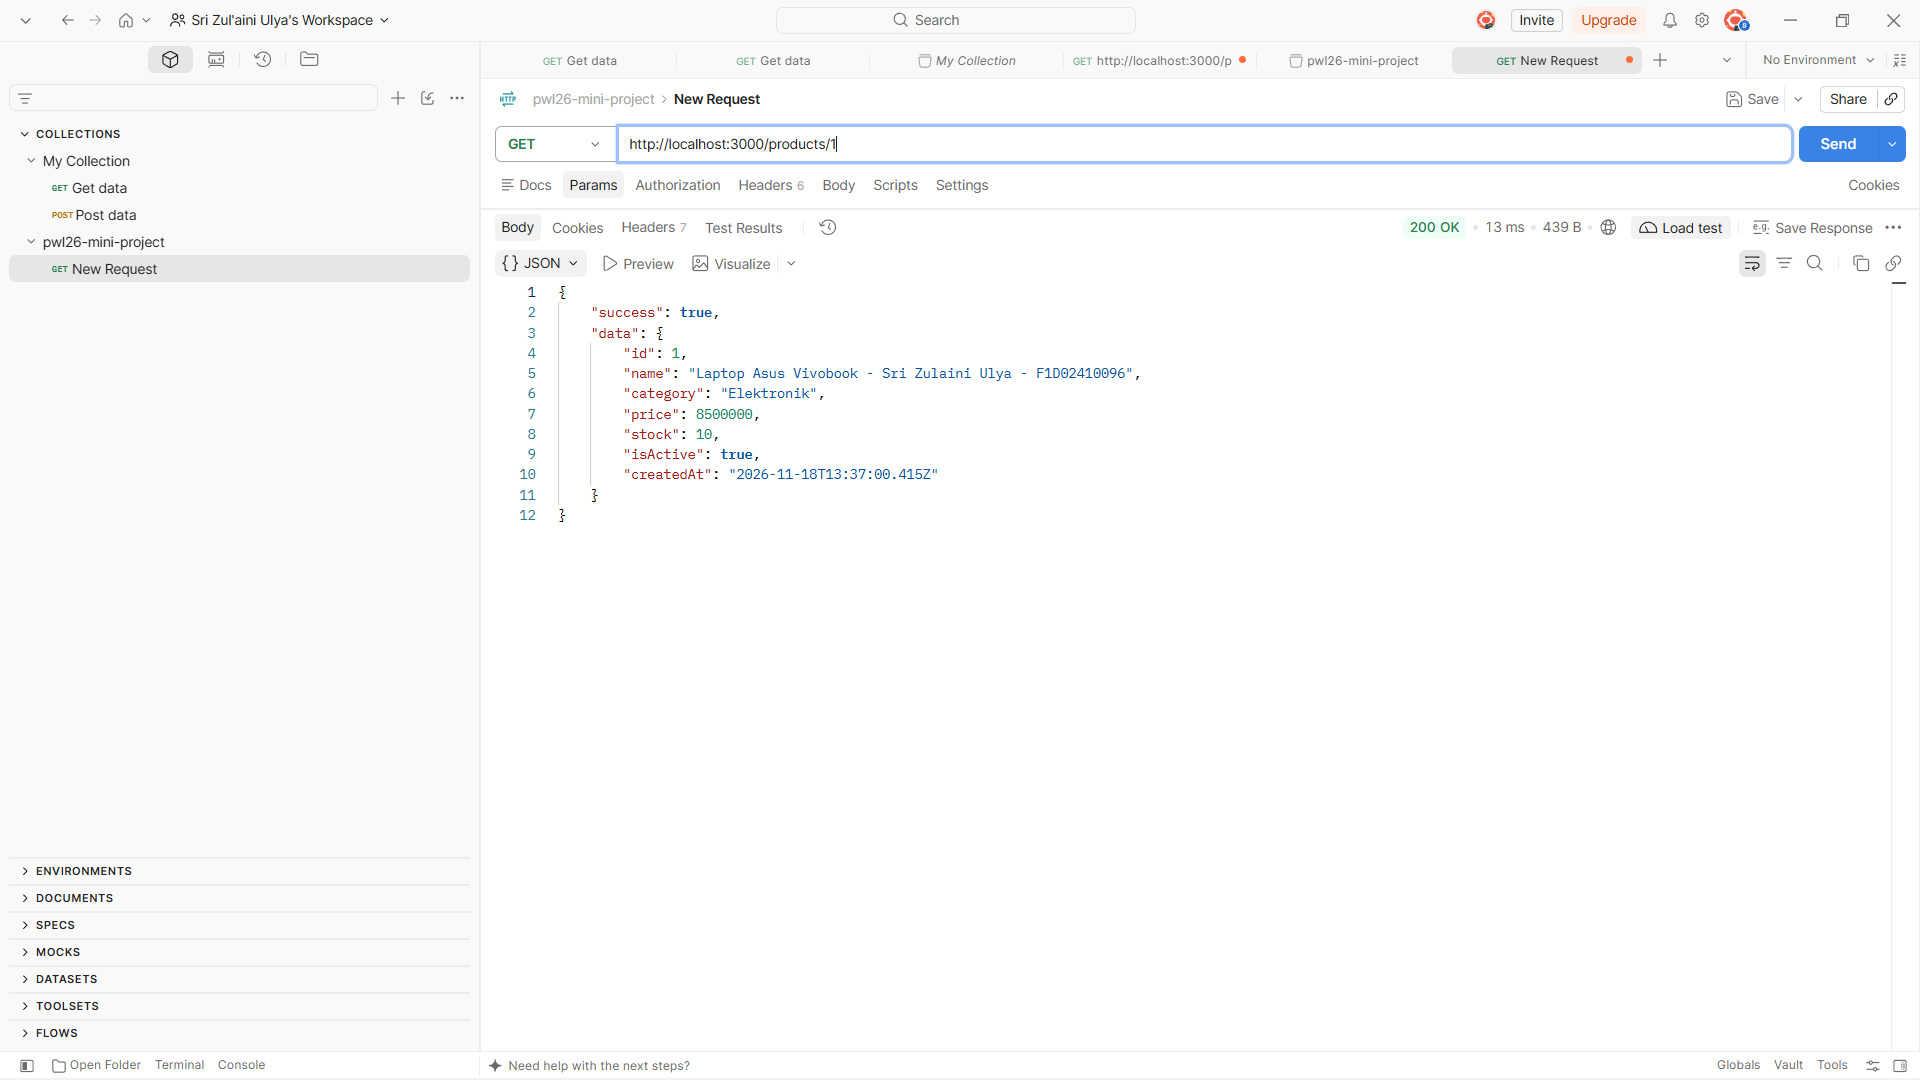 Sri Zul'aini Ulya's Workspace
Search
Invite
Upgrade
8
GET Get data
GET Get data
My Collection
GET http://localhost:3000/p
pwl26-mini-project
GET New Request
No Environment
COLLECTIONS
My Collection
GET Get data
POST Post data
pwl26-mini-project
GET New Request
HTTP
pwl26-mini-project > New Request
Save
Share
GET
http://localhost:3000/products/1
Send
Docs
Params
Authorization
Headers 6
Body
Scripts
Settings
Cookies
Body
Cookies
Headers 7
Test Results
200 OK
13 ms
439 B
Load test
e.g. Save Response
{} JSON
Preview
Visualize
1 {
2 "success": true,
3 "data": {
4 "id": 1,
5 "name": "Laptop Asus Vivobook - Sri Zulaini Ulya - F1D02410096",
6 "category": "Elektronik",
7 "price": 8500000,
8 "stock": 10,
9 "isActive": true,
10 "createdAt": "2026-11-18T13:37:00.415Z"
11 }
12 }
ENVIRONMENTS
DOCUMENTS
SPECS
MOCKS
DATASETS
TOOLSETS
FLOWS
Open Folder
Terminal
Console
Need help with the next steps?
Globals
Vault
Tools